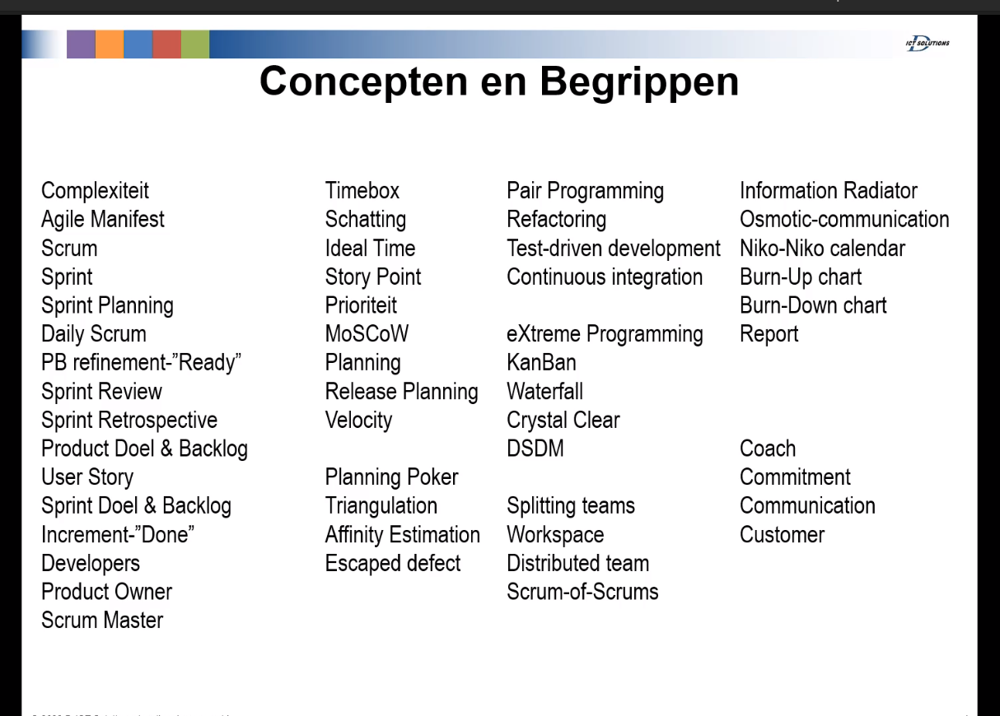 ICT SOLUTIONS
Concepten en Begrippen
Complexiteit
Agile Manifest
Scrum
Sprint
Sprint Planning
Daily Scrum
PB refinement-”Ready”
Sprint Review
Sprint Retrospective
Product Doel & Backlog
User Story
Sprint Doel & Backlog
Increment-”Done”
Developers
Product Owner
Scrum Master
Timebox
Schatting
Ideal Time
Story Point
Prioriteit
MoSCoW
Planning
Release Planning
Velocity
Planning Poker
Triangulation
Affinity Estimation
Escaped defect
Pair Programming
Refactoring
Test-driven development
Continuous integration
eXtreme Programming
KanBan
Waterfall
Crystal Clear
DSDM
Splitting teams
Workspace
Distributed team
Scrum-of-Scrums
Information Radiator
Osmotic-communication
Niko-Niko calendar
Burn-Up chart
Burn-Down chart
Report
Coach
Commitment
Communication
Customer